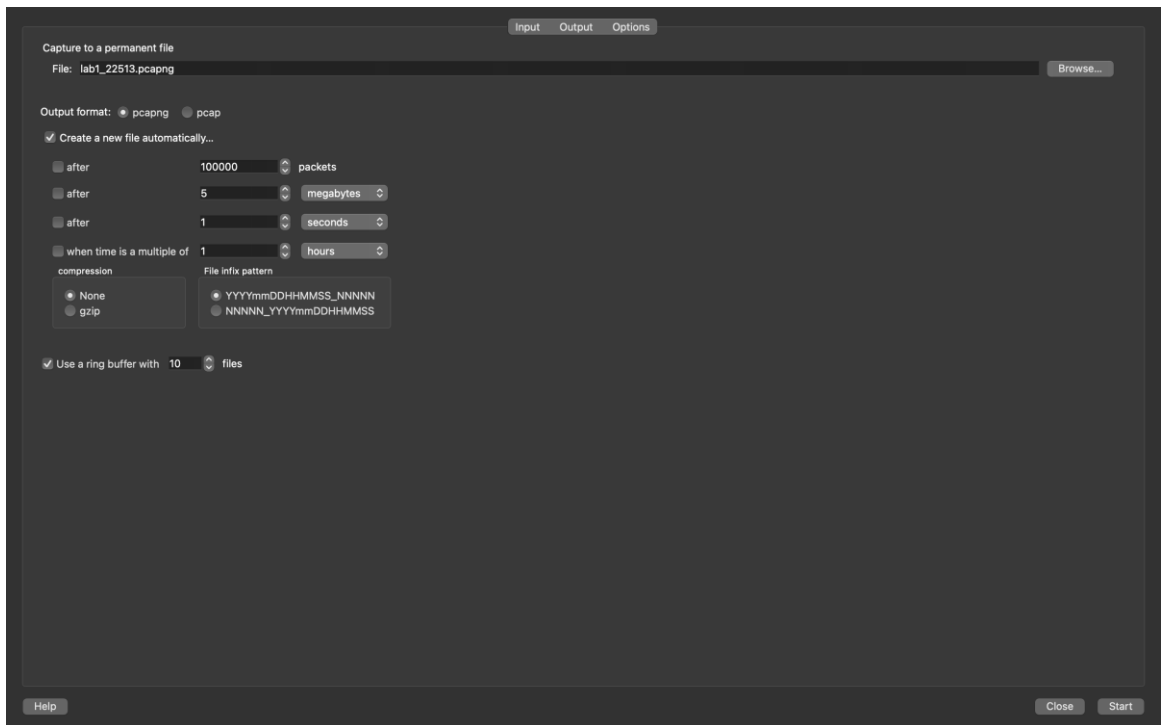 Input Output Options
Capture to a permanent file
File: lab1_22513.pcapng Browse...
Output format: pcapng pcap
Create a new file automatically...
after 100000 packets
after 5 megabytes
after 1 seconds
when time is a multiple of 1 hours
compression File infix pattern
None YYYYmmDDHHMMSS_NNNNN
gzip NNNNN_YYYYmmDDHHMMSS
Use a ring buffer with 10 files
Help Close Start